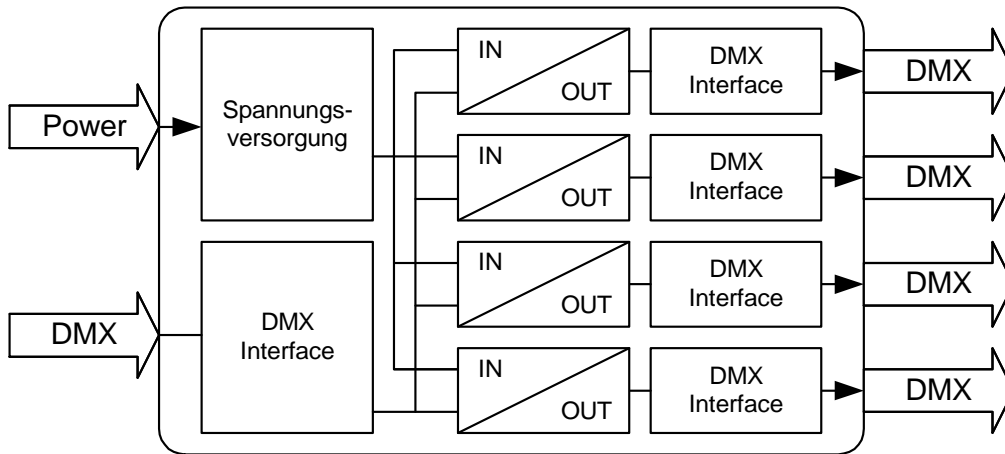 Power
DMX
Spannungs-
versorgung
DMX
Interface
IN
OUT
IN
OUT
IN
OUT
IN
OUT
DMX
Interface
DMX
Interface
DMX
Interface
DMX
Interface
DMX
DMX
DMX
DMX